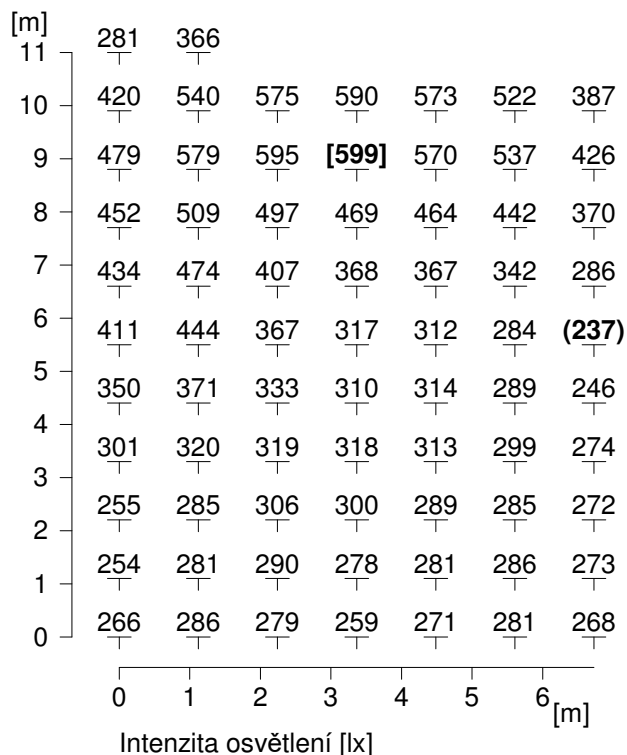 [m]
281 366
11
420 540 575 590 573 522 387
10
479 579 595 [599] 570 537 426
9
452 509 497 469 464 442 370
8
434 474 407 368 367 342 286
7
411 444 367 317 312 284 (237)
6
350 371 333 310 314 289 246
5
4
301 320 319 318 313 299 274
3
255 285 306 300 289 285 272
2
254 281 290 278 281 286 273
1
266 286 279 259 271 281 268
0
0 1 2 3 4 5 6
[m]
Intenzita osvětlení [lx]